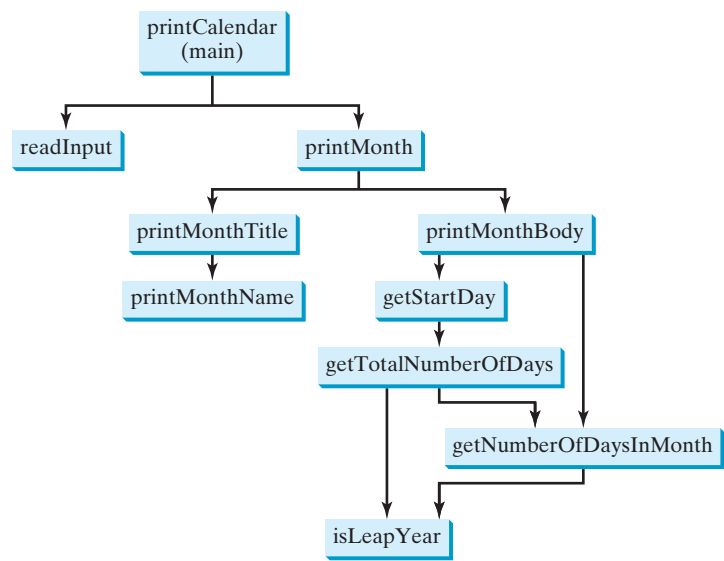 printCalendar
(main)
readInput
printMonth
printMonthTitle
printMonthBody
printMonthName
getStartDay
getTotalNumberOfDays
getNumberOfDaysInMonth
isLeapYear